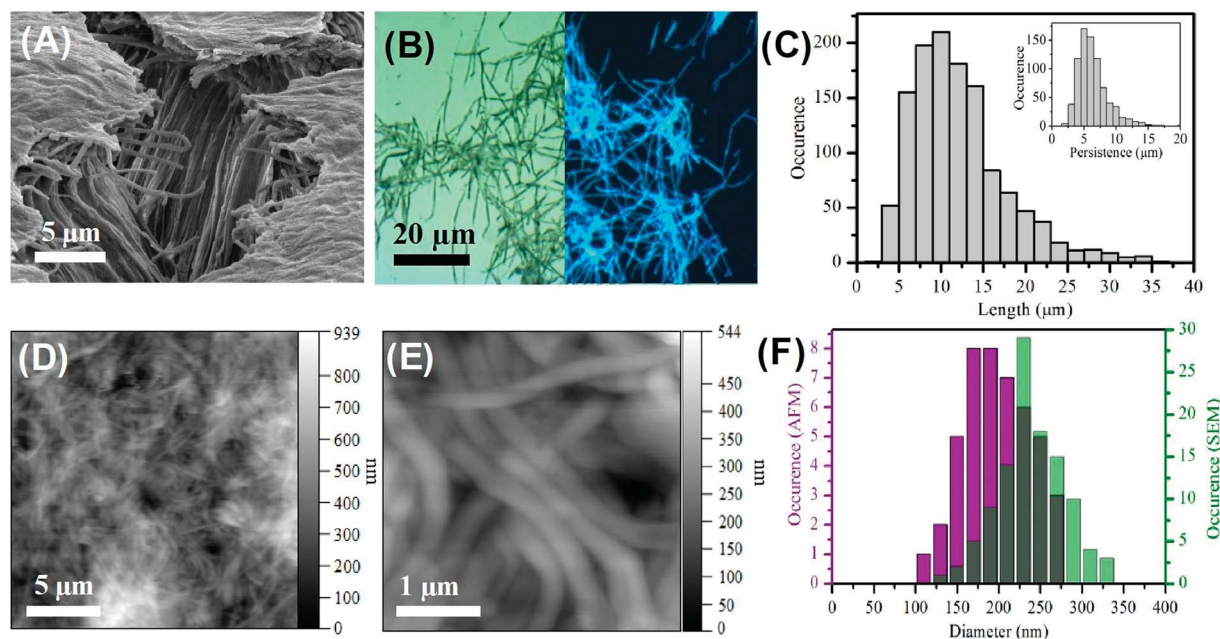 (A)
5 μm
(B)
20 μm
(C)
Occurence
200
150
100
50
0
0 5 10 15 20 25 30 35 40
Length (μm)
Occurence
150
100
50
0
0 5 10 15 20
Persistence (μm)
(D)
5 μm
939
800
700
600
500
400
300
200
100
0
nm
(E)
1 μm
544
450
400
350
300
250
200
150
100
50
0
nm
(F)
Occurence (AFM)
8
7
6
5
4
3
2
1
0
0 50 100 150 200 250 300 350 400
Diameter (nm)
30
25
20
15
10
5
0
Occurence (SEM)